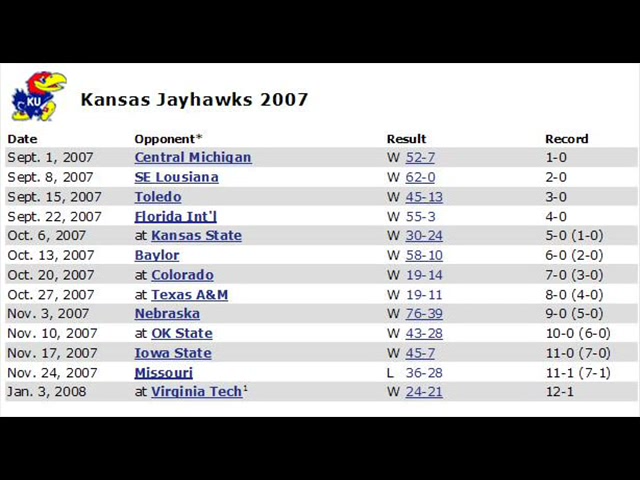 KU
Kansas Jayhawks 2007
Date Opponent* Result Record
Sept. 1, 2007 Central Michigan W 52-7 1-0
Sept. 8, 2007 SE Lousiana W 62-0 2-0
Sept. 15, 2007 Toledo W 45-13 3-0
Sept. 22, 2007 Florida Int'l W 55-3 4-0
Oct. 6, 2007 at Kansas State W 30-24 5-0 (1-0)
Oct. 13, 2007 Baylor W 58-10 6-0 (2-0)
Oct. 20, 2007 at Colorado W 19-14 7-0 (3-0)
Oct. 27, 2007 at Texas A&M W 19-11 8-0 (4-0)
Nov. 3, 2007 Nebraska W 76-39 9-0 (5-0)
Nov. 10, 2007 at OK State W 43-28 10-0 (6-0)
Nov. 17, 2007 Iowa State W 45-7 11-0 (7-0)
Nov. 24, 2007 Missouri L 36-28 11-1 (7-1)
Jan. 3, 2008 at Virginia Tech¹ W 24-21 12-1